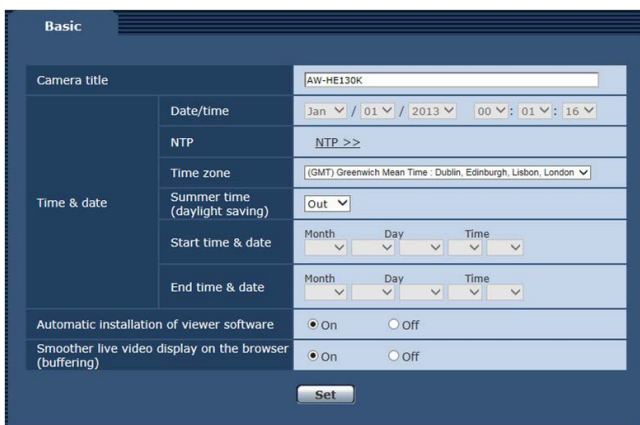 Basic
Camera title
AW-HE130K
Time & date
Date/time
Jan / 01 / 2013 00 : 01 : 16
NTP
NTP >>
Time zone
(GMT) Greenwich Mean Time : Dublin, Edinburgh, Lisbon, London
Summer time
(daylight saving)
Out
Start time & date
Month Day Time
End time & date
Month Day Time
Automatic installation of viewer software
On Off
Smoother live video display on the browser
(buffering)
On Off
Set